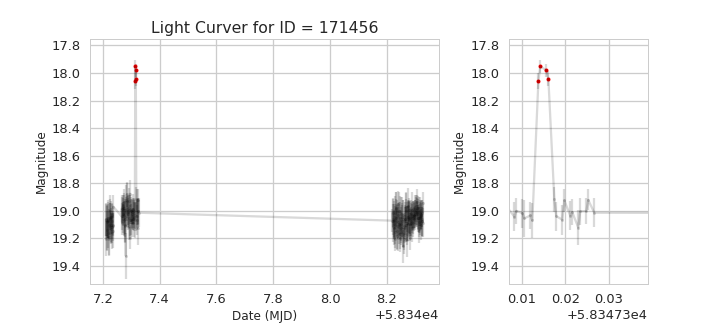 Light Curver for ID = 171456
Magnitude
17.8
18.0
18.2
18.4
18.6
18.8
19.0
19.2
19.4
7.2 7.4 7.6 7.8 8.0 8.2
Date (MJD)
+5.834e4
Magnitude
17.8
18.0
18.2
18.4
18.6
18.8
19.0
19.2
19.4
0.01 0.02 0.03
+5.83473e4